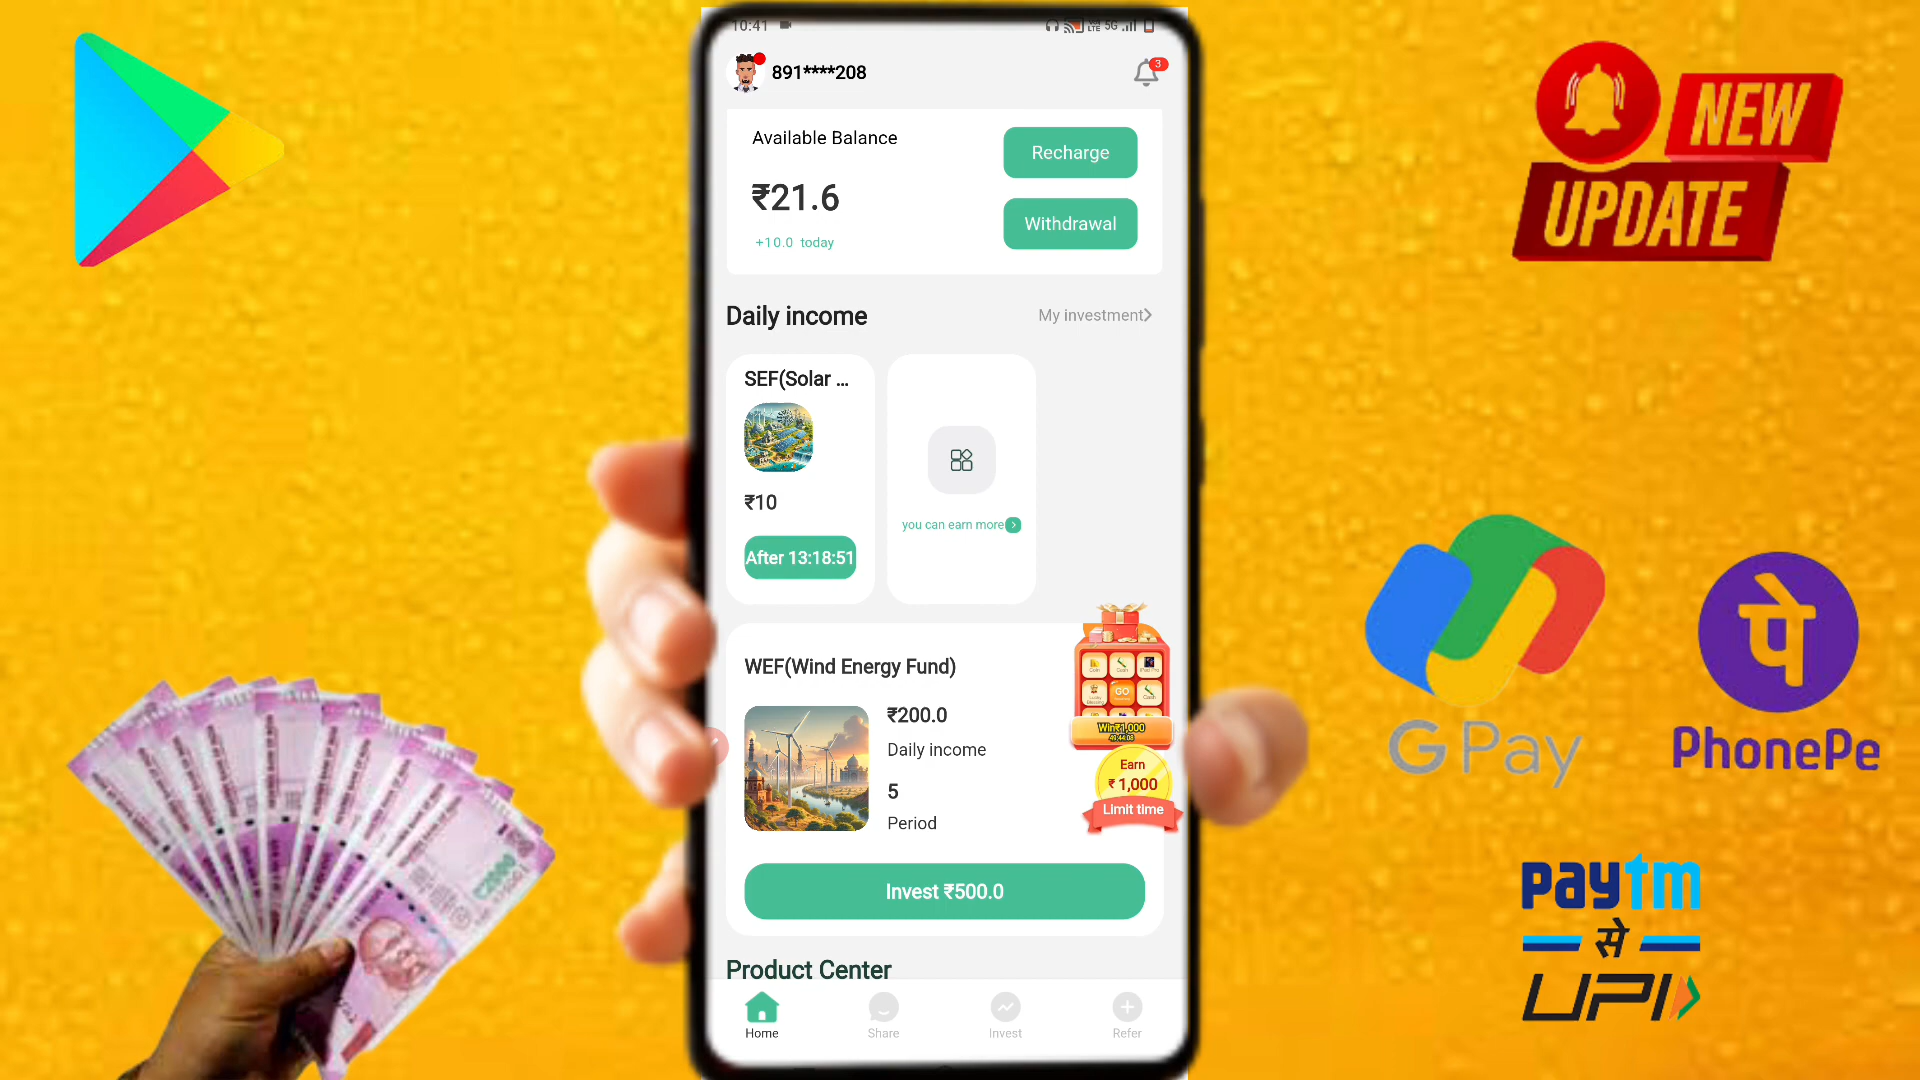 10:41
5G
891****208
3
Available Balance
₹21.6
+10.0 today
Recharge
Withdrawal
Daily income
My investment
SEF(Solar ...
₹10
After 13:18:51
you can earn more
WEF(Wind Energy Fund)
₹200.0
Daily income
5
Period
GO
Win₹1,000
Earn
₹ 1,000
Limit time
Invest ₹500.0
Product Center
Home
Share
Invest
Refer
NEW
UPDATE
G Pay
पे
PhonePe
paytm
से
UPI